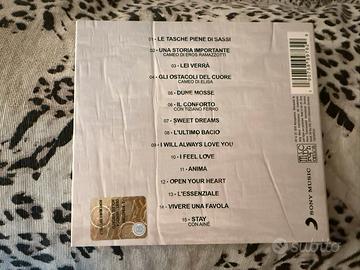 01 - LE TASCHE PIENE DI SASSI
02 - UNA STORIA IMPORTANTE
CAMEO DI EROS RAMAZZOTTI
03 - LEI VERRÀ
04 - GLI OSTACOLI DEL CUORE
CAMEO DI ELISA
05 - DUNE MOSSE
06 - IL CONFORTO
CON TIZIANO FERRO
07 - SWEET DREAMS
08 - L'ULTIMO BACIO
09 - I WILL ALWAYS LOVE YOU
10 - I FEEL LOVE
11 - ANIMA
12 - OPEN YOUR HEART
13 - L'ESSENZIALE
14 - VIVERE UNA FAVOLA
15 - STAY
CON AINÉ
SONY MUSIC
subito